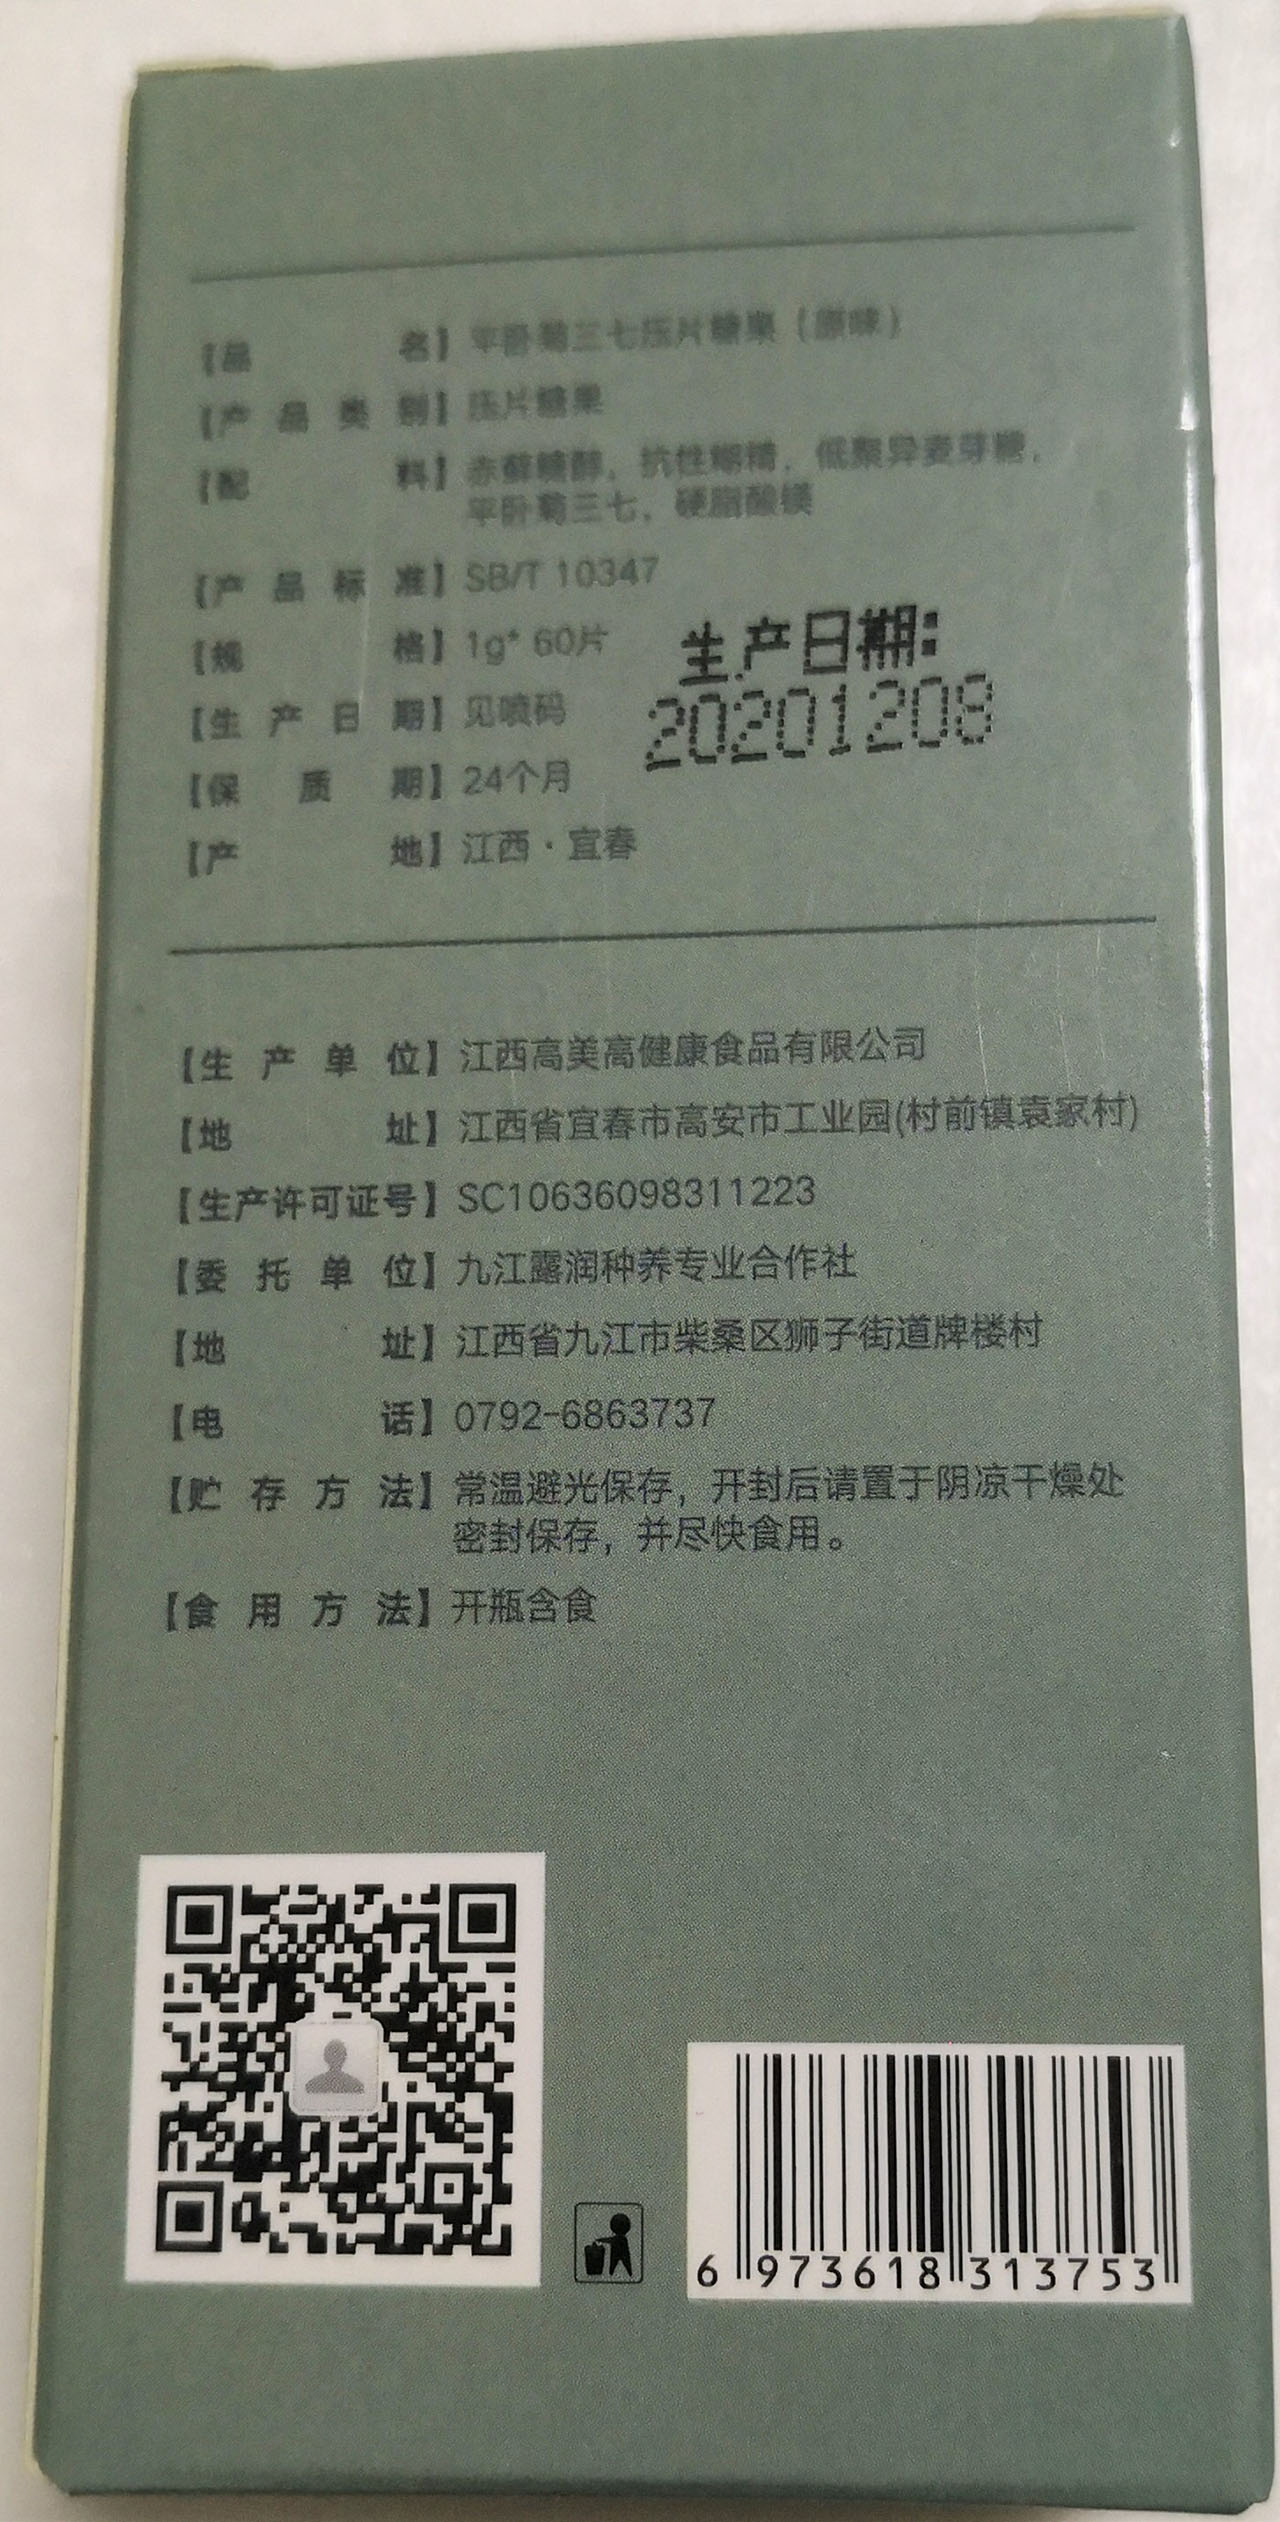 【品名】平卧菊三七压片糖果（原味）
【产品类别】压片糖果
【配料】赤藓糖醇，抗性糊精，低聚异麦芽糖，
平卧菊三七，硬脂酸镁
【产品标准】SB/T 10347
【规格】1g* 60片
生产日期:
【生产日期】见喷码
20201208
【保质期】24个月
【产地】江西·宜春
【生产单位】江西高美高健康食品有限公司
【地址】江西省宜春市高安市工业园(村前镇袁家村)
【生产许可证号】SC10636098311223
【委托单位】九江露润种养专业合作社
【地址】江西省九江市柴桑区狮子街道牌楼村
【电话】0792-6863737
【贮存方法】常温避光保存，开封后请置于阴凉干燥处
密封保存，并尽快食用。
【食用方法】开瓶含食
6 973618 313753